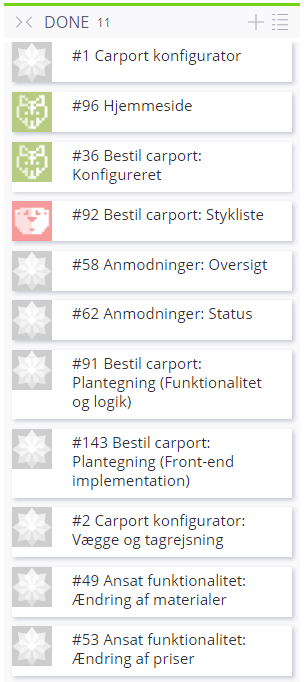 DONE 11
#1 Carport konfigurator
#96 Hjemmeside
#36 Bestil carport:
Konfigureret
#92 Bestil carport: Stykliste
#58 Anmodninger: Oversigt
#62 Anmodninger: Status
#91 Bestil carport:
Plantegning (Funktionalitet
og logik)
#143 Bestil carport:
Plantegning (Front-end
implementation)
#2 Carport konfigurator:
Vægge og tagrejsning
#49 Ansat funktionalitet:
Ændring af materialer
#53 Ansat funktionalitet:
Ændring af priser